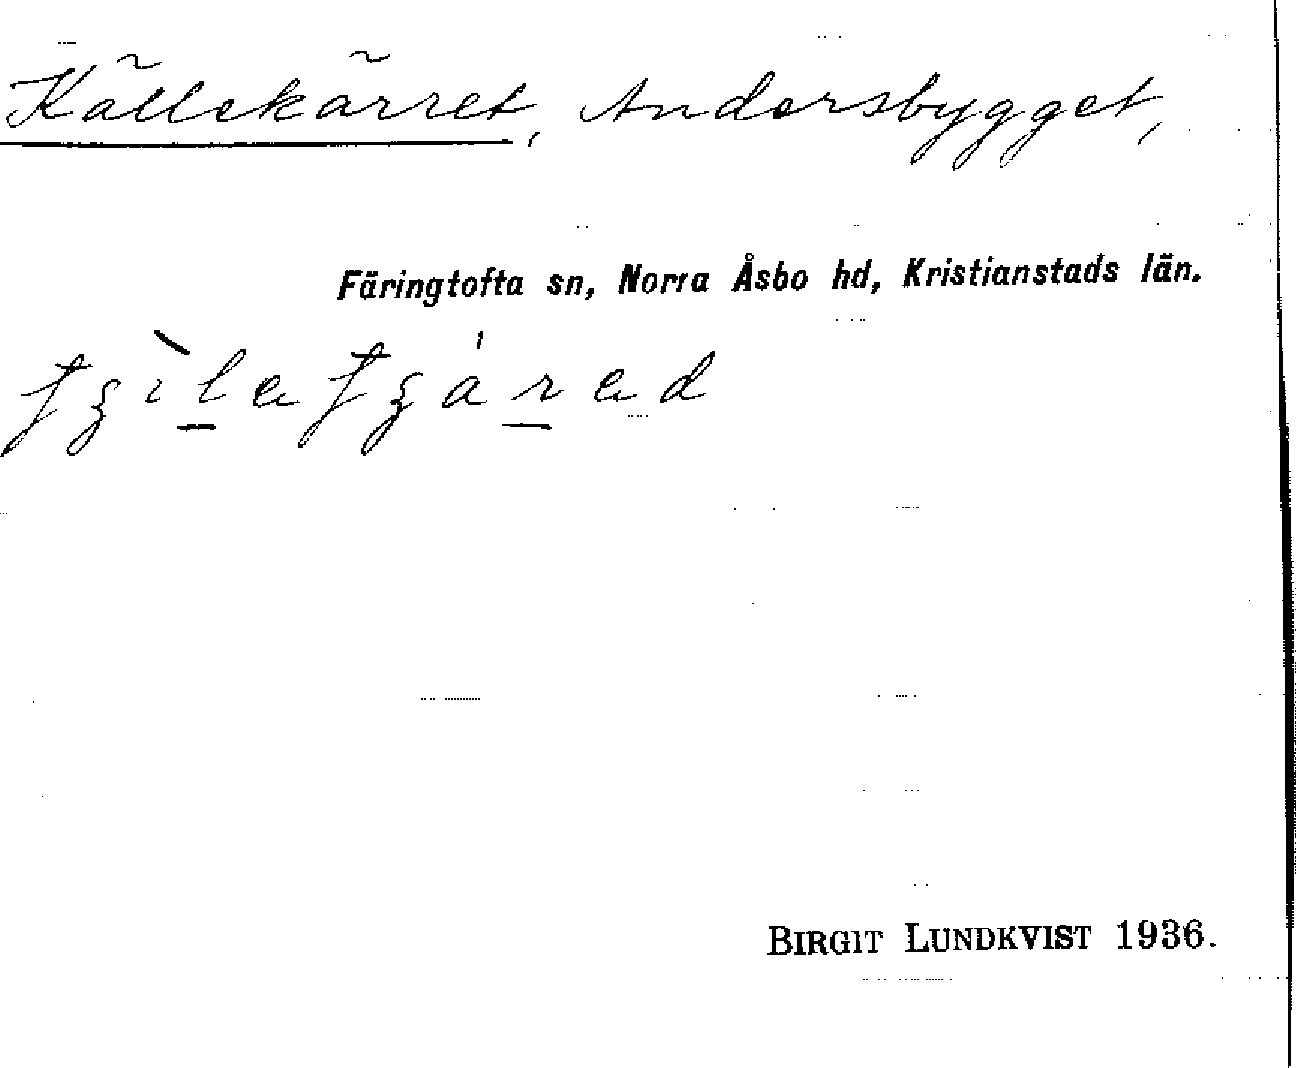 Källekärret, Andersbygget,
Färingtofta sn, Norra Åsbo hd, Kristianstads län.
BIRGIT LUNDKVIST 1936.